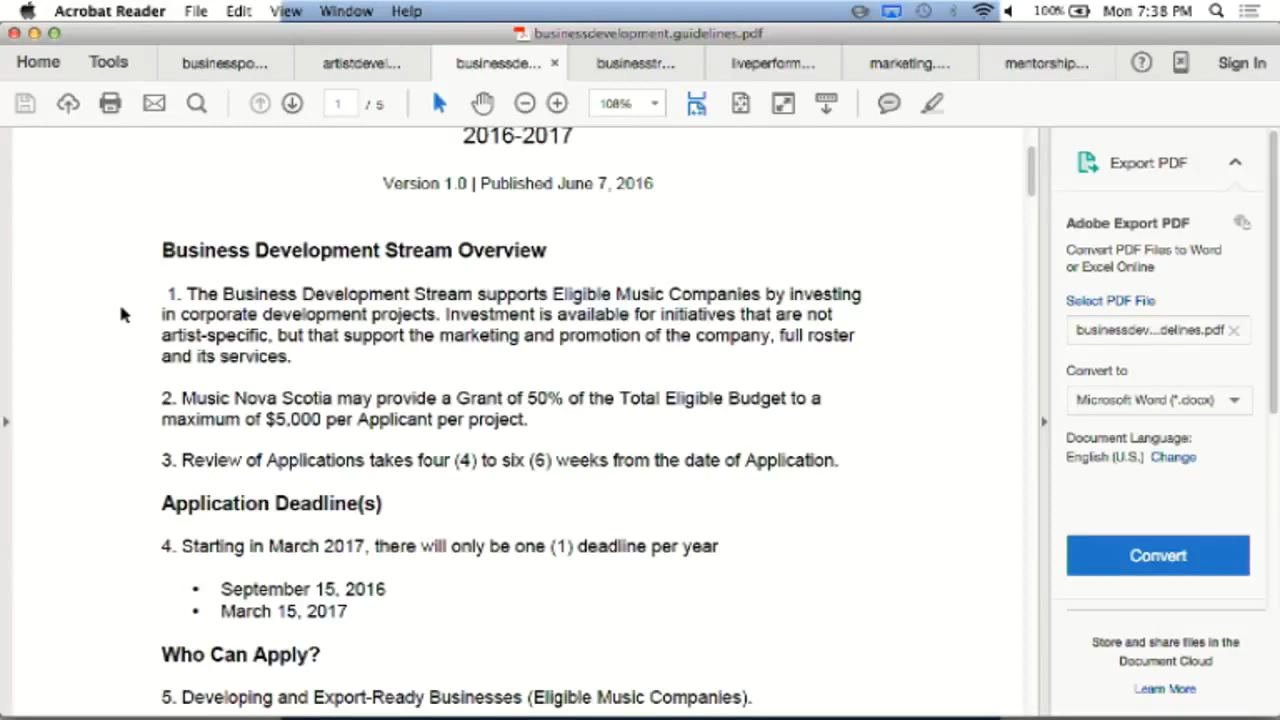 Acrobat Reader File Edit View Window Help 100% Mon 7:38 PM
businessdevelopment.guidelines.pdf
Home Tools businesspo... artistdevel.... businessde... × businesstr... liveperform... marketing.... mentorship.... Sign In
1 / 5 108%
2016-2017
Version 1.0 | Published June 7, 2016
Business Development Stream Overview
1. The Business Development Stream supports Eligible Music Companies by investing
in corporate development projects. Investment is available for initiatives that are not
artist-specific, but that support the marketing and promotion of the company, full roster
and its services.
2. Music Nova Scotia may provide a Grant of 50% of the Total Eligible Budget to a
maximum of $5,000 per Applicant per project.
3. Review of Applications takes four (4) to six (6) weeks from the date of Application.
Application Deadline(s)
4. Starting in March 2017, there will only be one (1) deadline per year
• September 15, 2016
• March 15, 2017
Who Can Apply?
5. Developing and Export-Ready Businesses (Eligible Music Companies).
Export PDF
Adobe Export PDF
Convert PDF Files to Word
or Excel Online
Select PDF File
businessdev...delines.pdf ×
Convert to
Microsoft Word (*.docx)
Document Language:
English (U.S.) Change
Convert
Store and share files in the
Document Cloud
Learn More